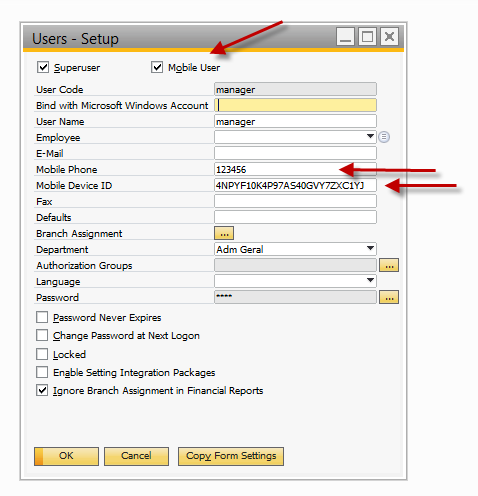 Users - Setup
Superuser Mobile User
User Code manager
Bind with Microsoft Windows Account
User Name manager
Employee
E-Mail
Mobile Phone 123456
Mobile Device ID 4NPYF10K4P97AS40GVY7ZXC1YJ
Fax
Defaults
Branch Assignment ...
Department Adm Geral
Authorization Groups ...
Language
Password **** ...
Password Never Expires
Change Password at Next Logon
Locked
Enable Setting Integration Packages
Ignore Branch Assignment in Financial Reports
OK Cancel Copy Form Settings